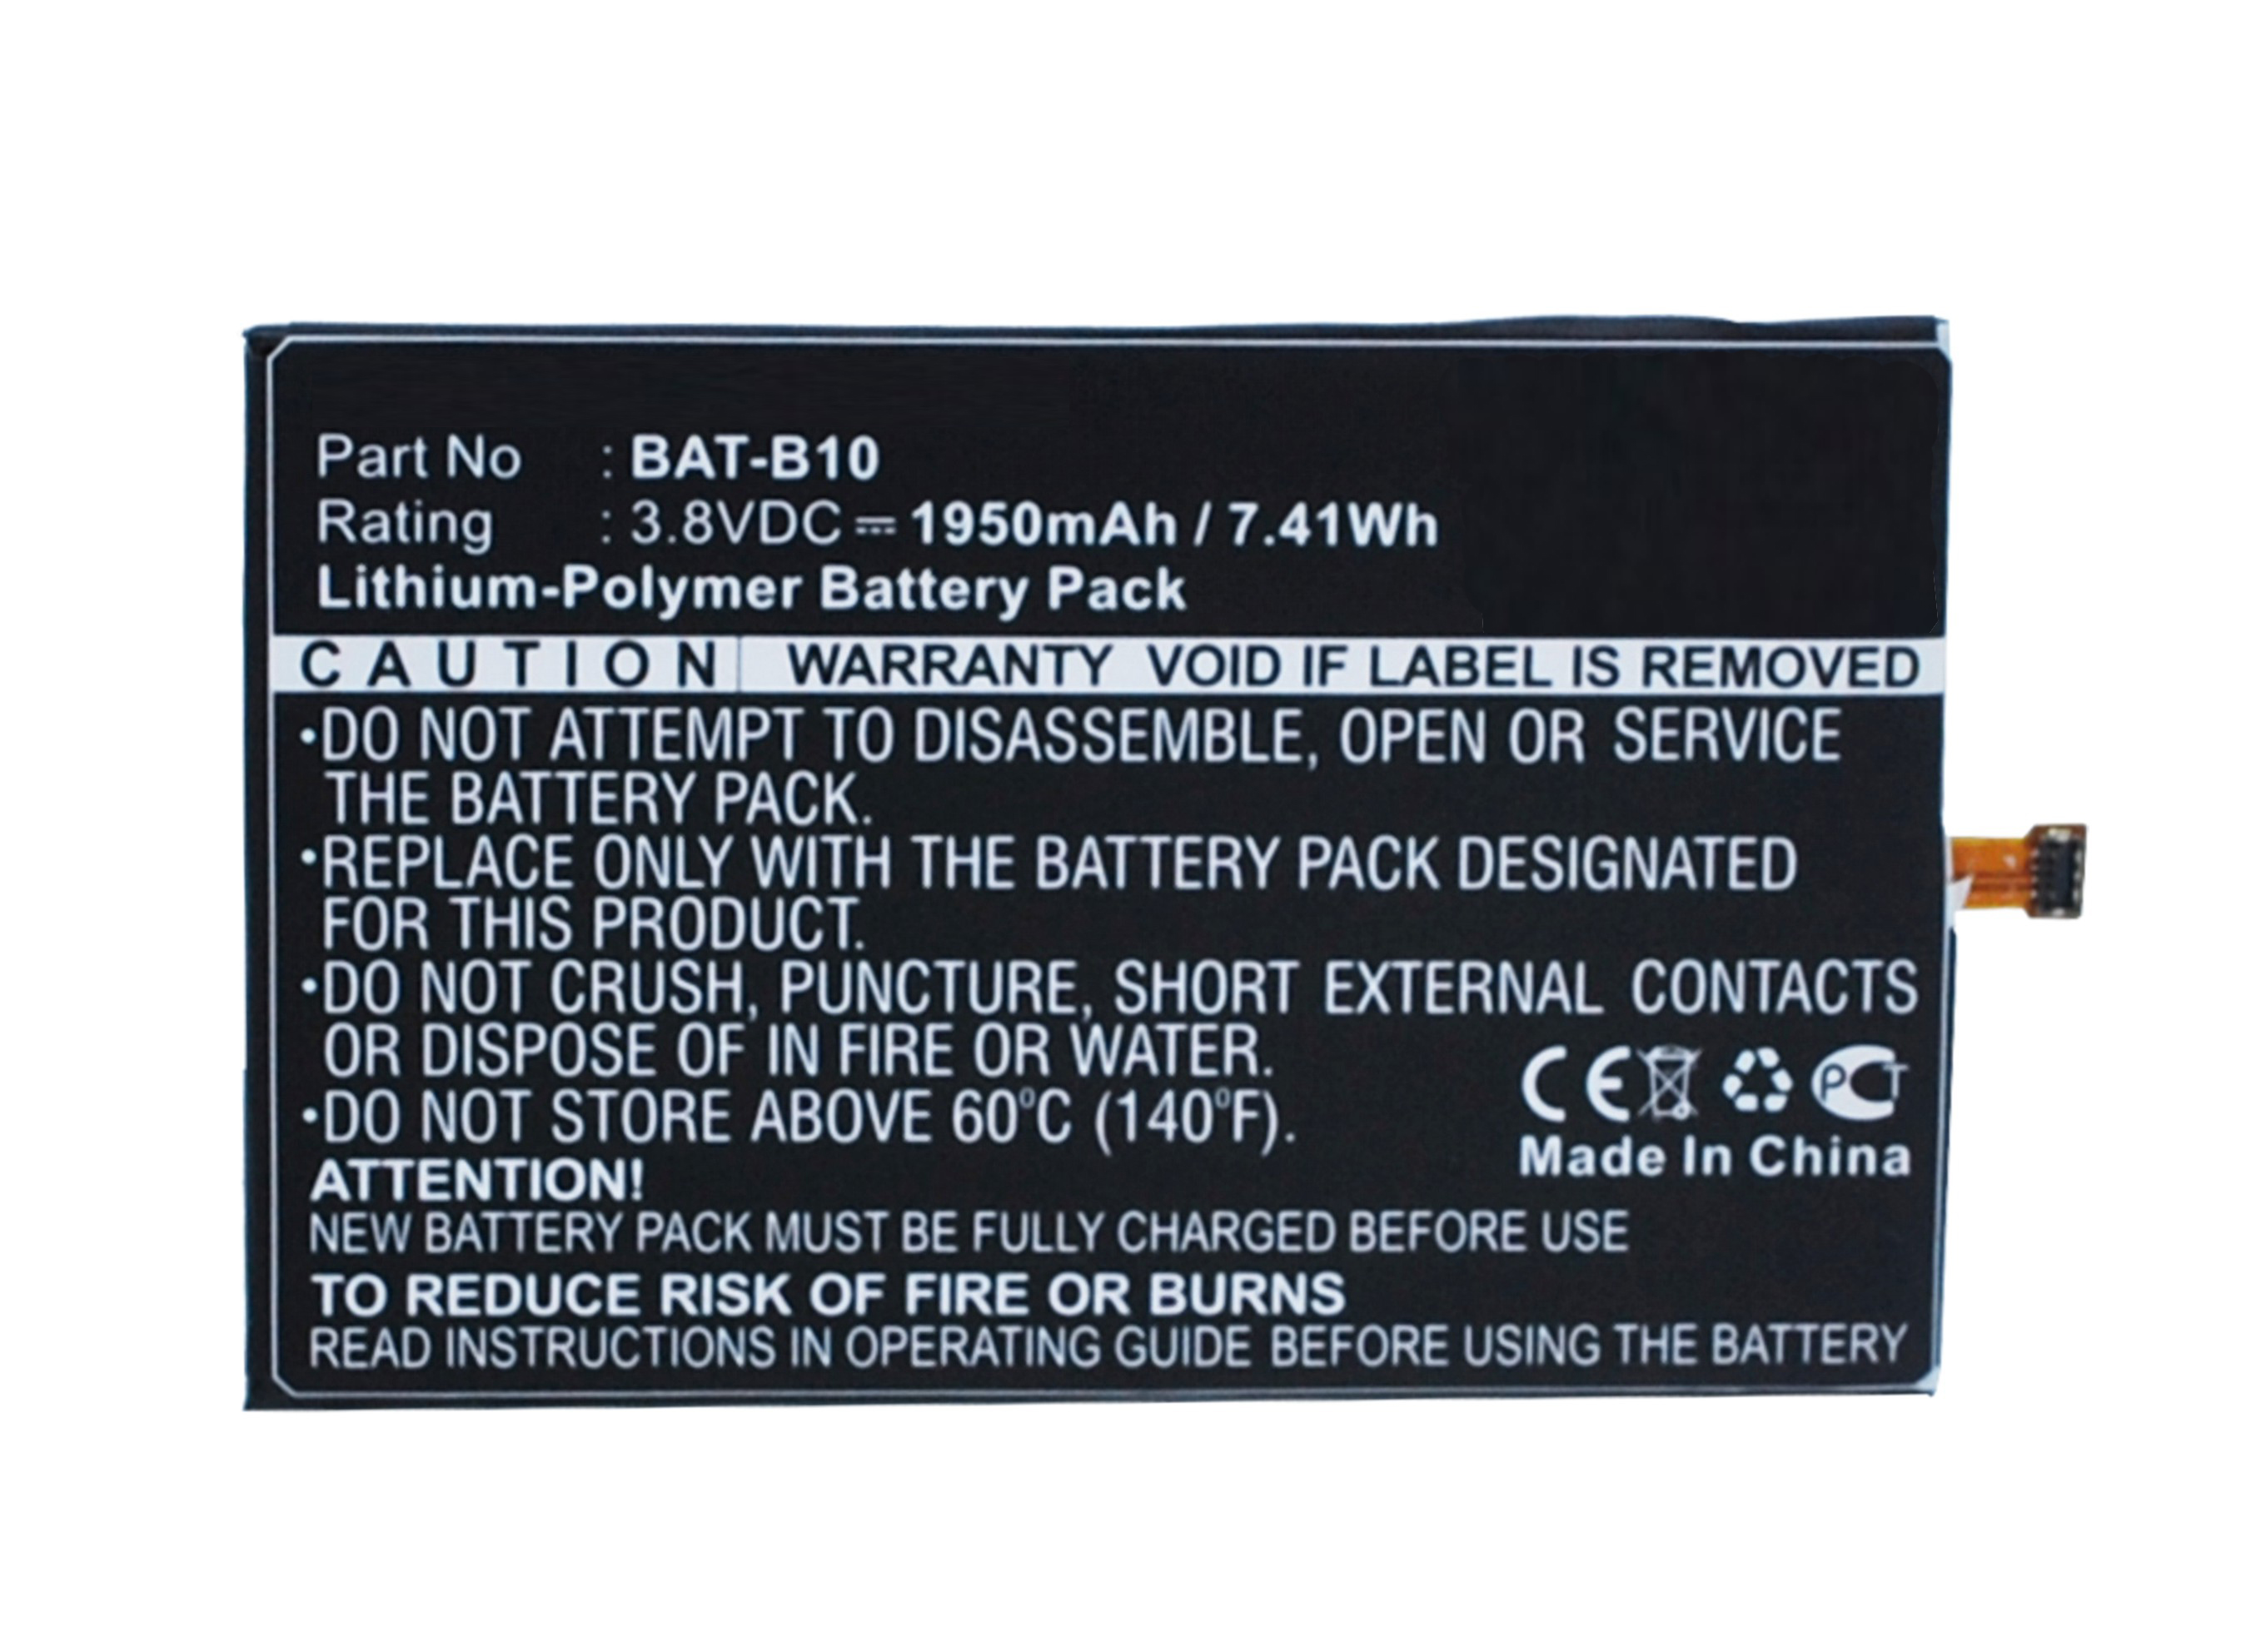 Part No : BAT-B10
Rating : 3.8VDC ⎓ 1950mAh / 7.41Wh
Lithium-Polymer Battery Pack
CAUTION WARRANTY VOID IF LABEL IS REMOVED
•DO NOT ATTEMPT TO DISASSEMBLE, OPEN OR SERVICE
THE BATTERY PACK.
•REPLACE ONLY WITH THE BATTERY PACK DESIGNATED
FOR THIS PRODUCT.
•DO NOT CRUSH, PUNCTURE, SHORT EXTERNAL CONTACTS
OR DISPOSE OF IN FIRE OR WATER.
•DO NOT STORE ABOVE 60°C (140°F).
CE PCT
Made In China
ATTENTION!
NEW BATTERY PACK MUST BE FULLY CHARGED BEFORE USE
TO REDUCE RISK OF FIRE OR BURNS
READ INSTRUCTIONS IN OPERATING GUIDE BEFORE USING THE BATTERY